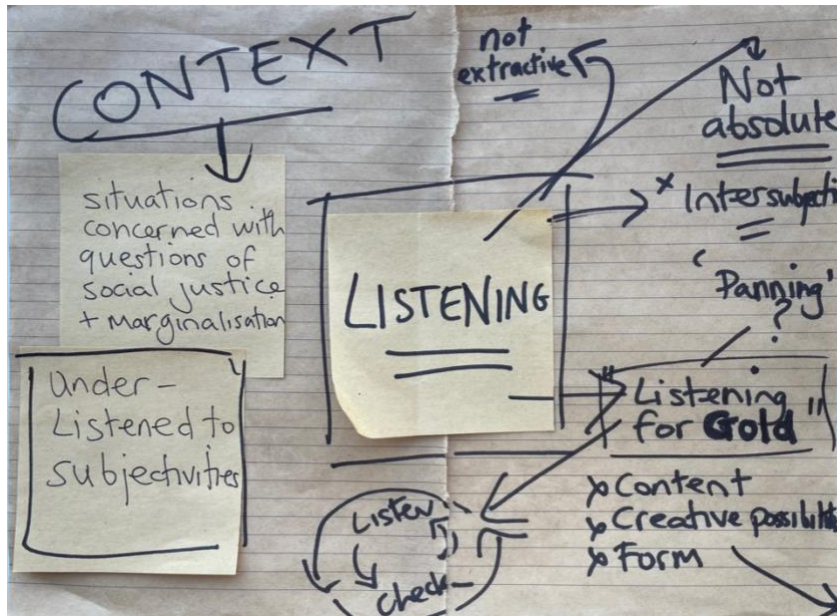 CONTEXT
situations
concerned with
questions of
social justice
+ marginalisation
Under-
Listened to
subjectivities
not
extractive
LISTENING
Not
absolute
x Intersubjecti
'Panning'
?
"Listening
for Gold"
x Content
x Creative possibilit
x Form
Listen
Check